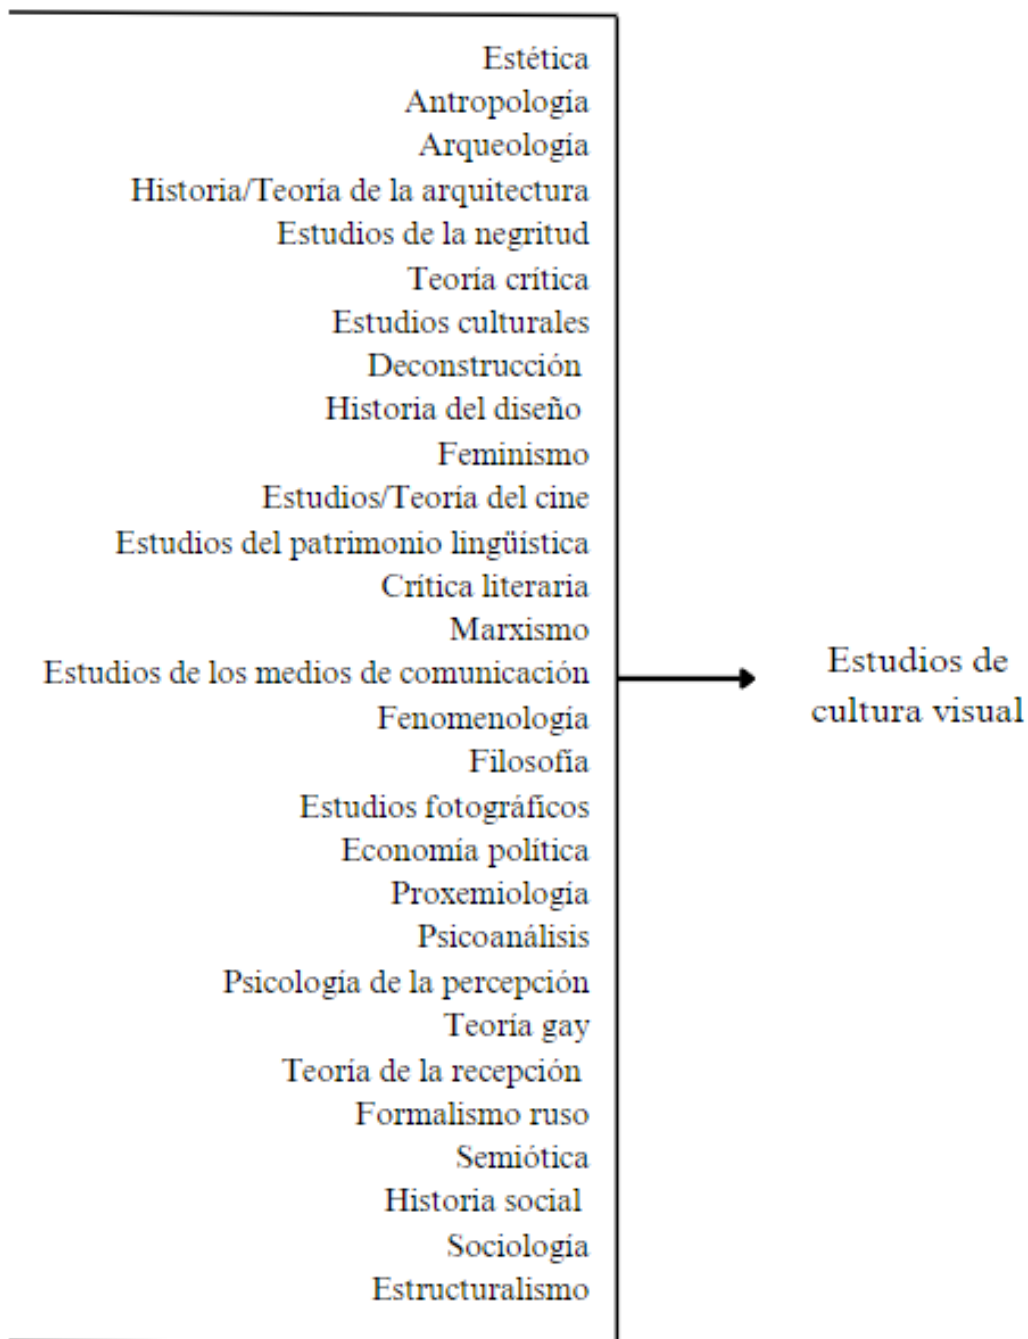 Estética
Antropología
Arqueología
Historia/Teoría de la arquitectura
Estudios de la negritud
Teoría crítica
Estudios culturales
Deconstrucción
Historia del diseño
Feminismo
Estudios/Teoría del cine
Estudios del patrimonio lingüística
Crítica literaria
Marxismo
Estudios de los medios de comunicación
Fenomenología
Filosofía
Estudios fotográficos
Economía política
Proxemiología
Psicoanálisis
Psicología de la percepción
Teoría gay
Teoría de la recepción
Formalismo ruso
Semiótica
Historia social
Sociología
Estructuralismo
Estudios de
cultura visual